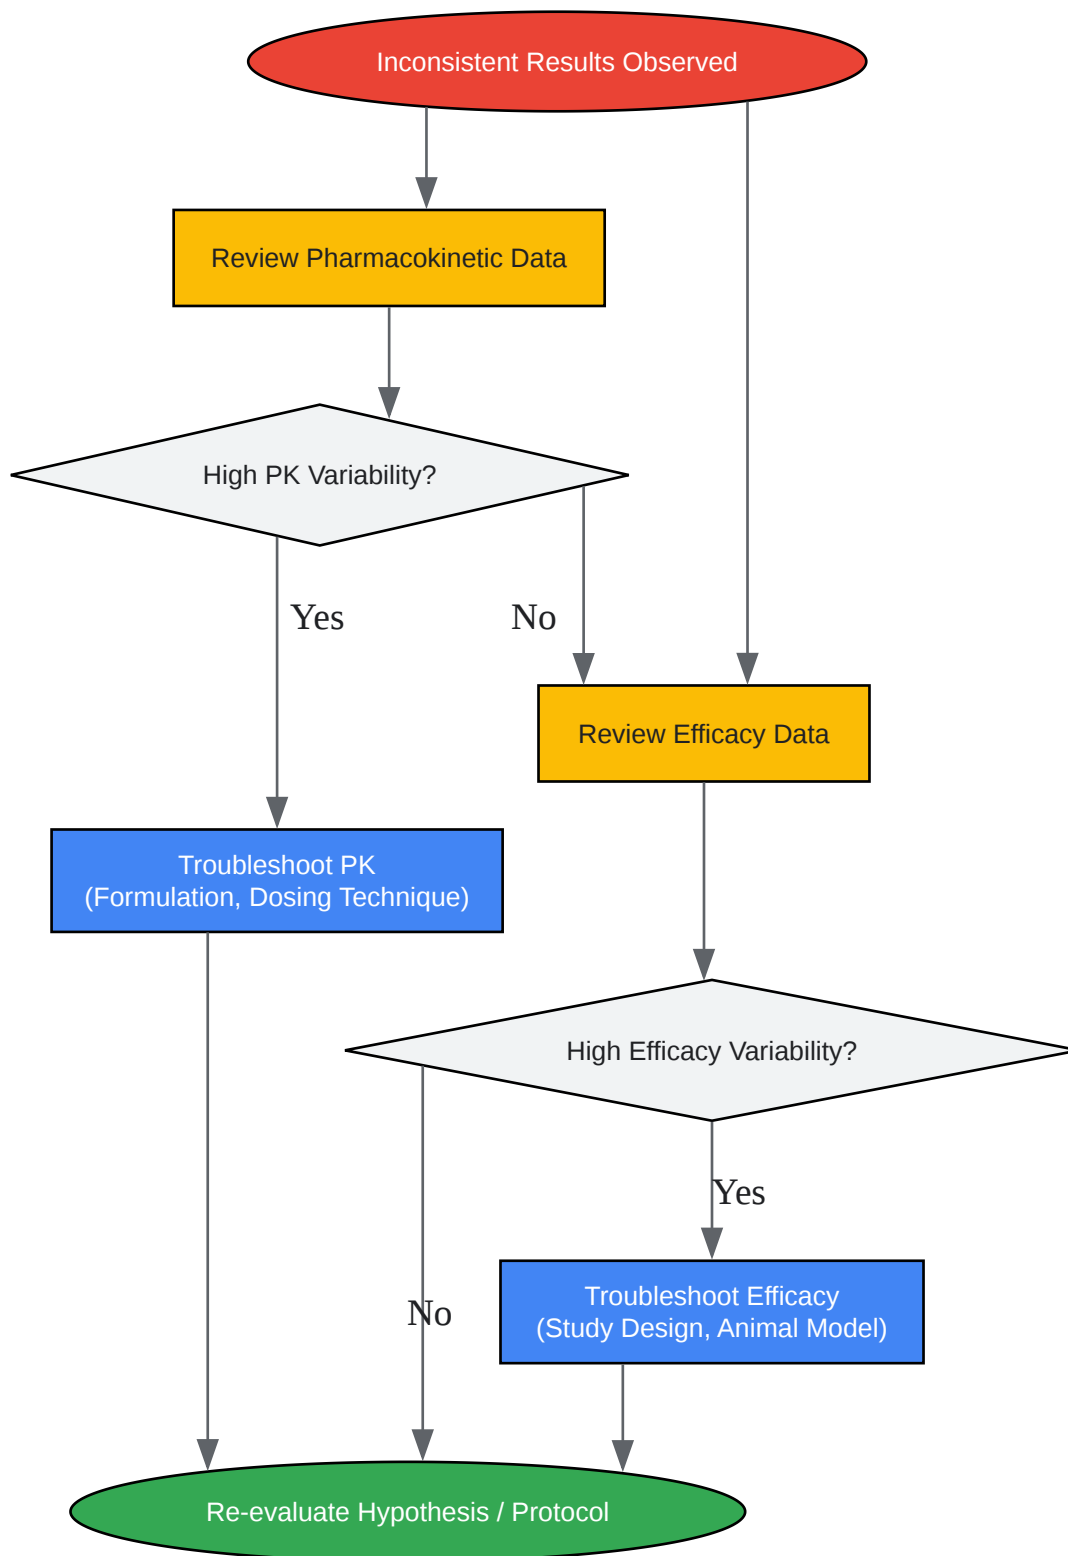 Inconsistent Results Observed
Review Pharmacokinetic Data
High PK Variability?
Yes
No
Review Efficacy Data
Troubleshoot PK
(Formulation, Dosing Technique)
High Efficacy Variability?
Yes
No
Troubleshoot Efficacy
(Study Design, Animal Model)
Re-evaluate Hypothesis / Protocol